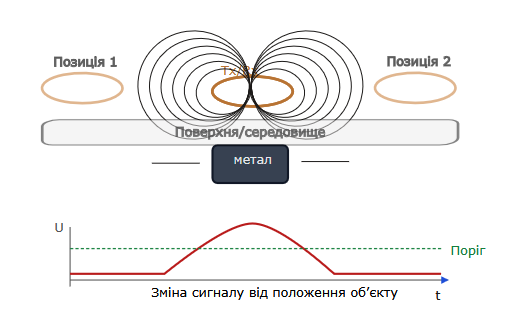 Позиція 1
Позиція 2
Tx/Rx
Поверхня/середовище
метал
U
Поріг
Зміна сигналу від положення об’єкту
t